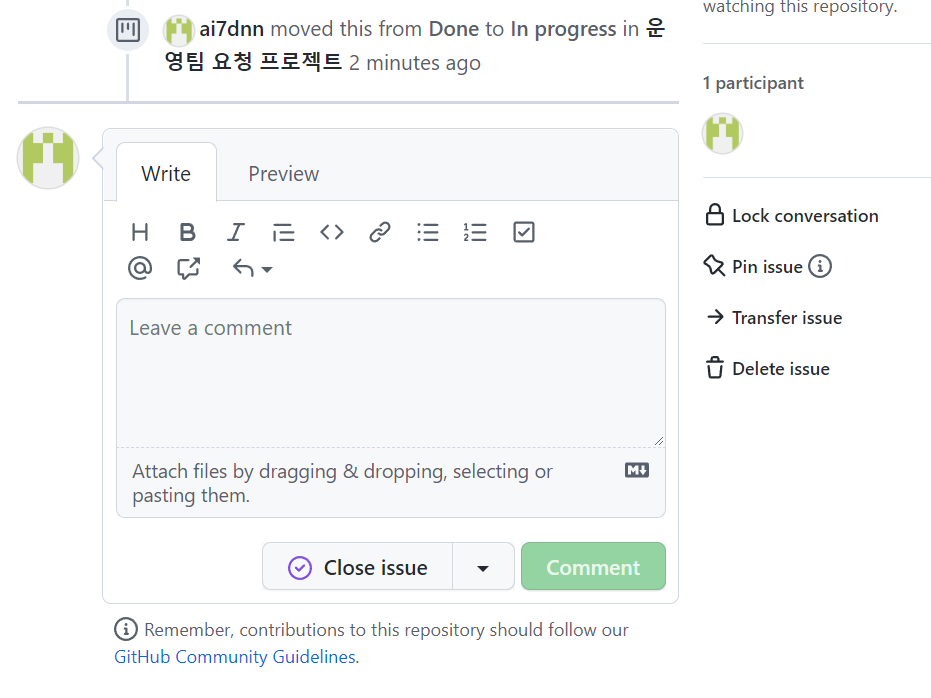 watching this repository.
ai7dnn moved this from Done to In progress in 운
영팀 요청 프로젝트 2 minutes ago
1 participant
Write
Preview
Lock conversation
Pin issue
Transfer issue
Delete issue
Leave a comment
Attach files by dragging & dropping, selecting or
pasting them.
Close issue
Comment
Remember, contributions to this repository should follow our
GitHub Community Guidelines.